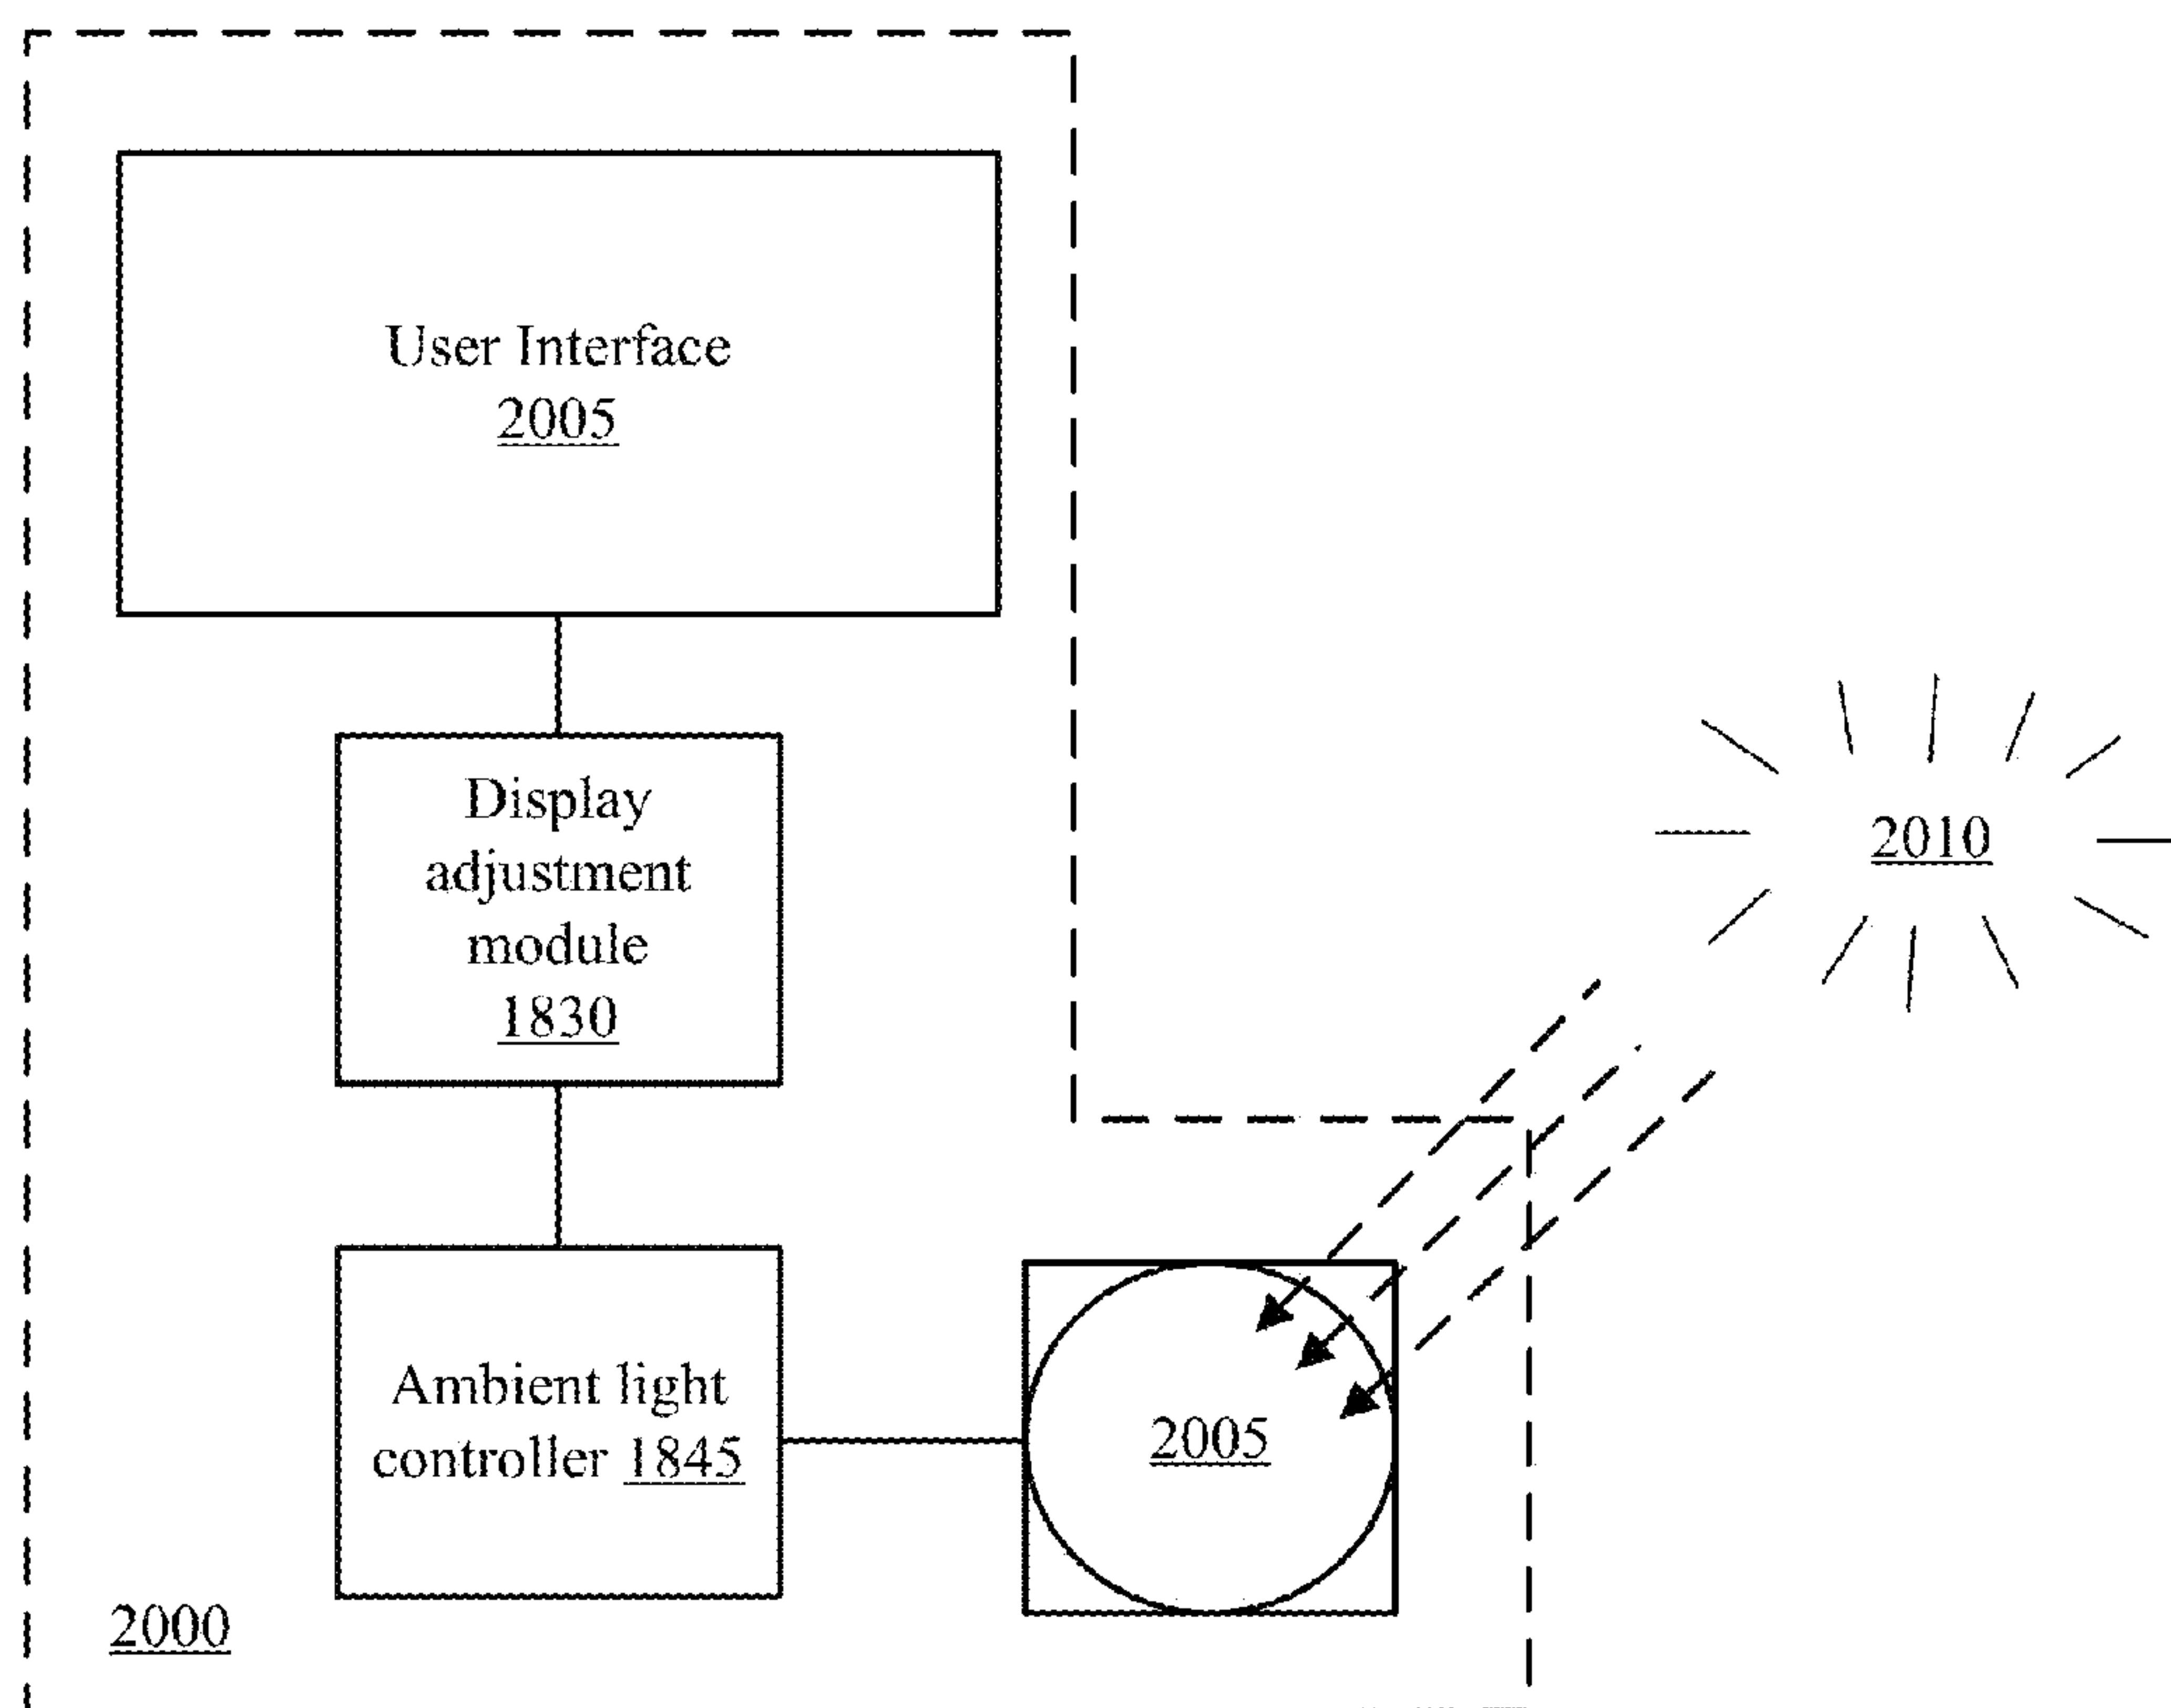 User Interface
2005
Display
adjustment
module
1830
2010
Ambient light
controller 1845
2005
2000